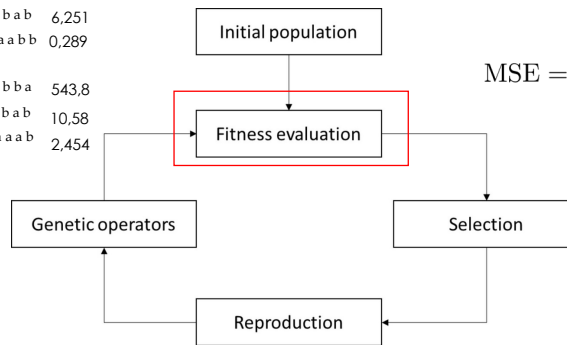 b a b 6,251
a a b b 0,289
b b a 543,8
b a b 10,58
a a a b 2,454
Initial population
MSE =
Fitness evaluation
Genetic operators
Selection
Reproduction